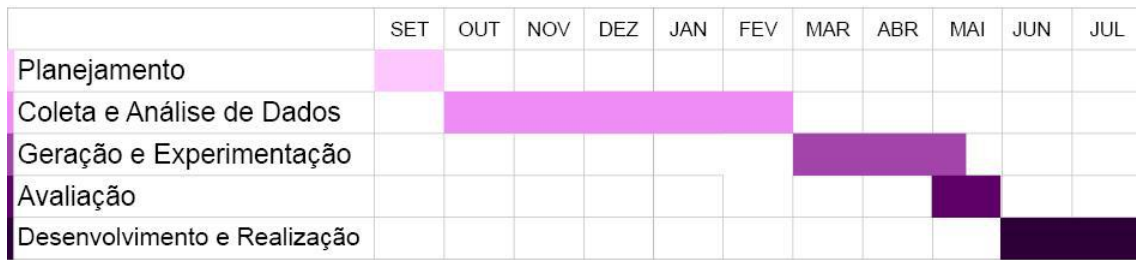 SET OUT NOV DEZ JAN FEV MAR ABR MAI JUN JUL
Planejamento
Coleta e Análise de Dados
Geração e Experimentação
Avaliação
Desenvolvimento e Realização